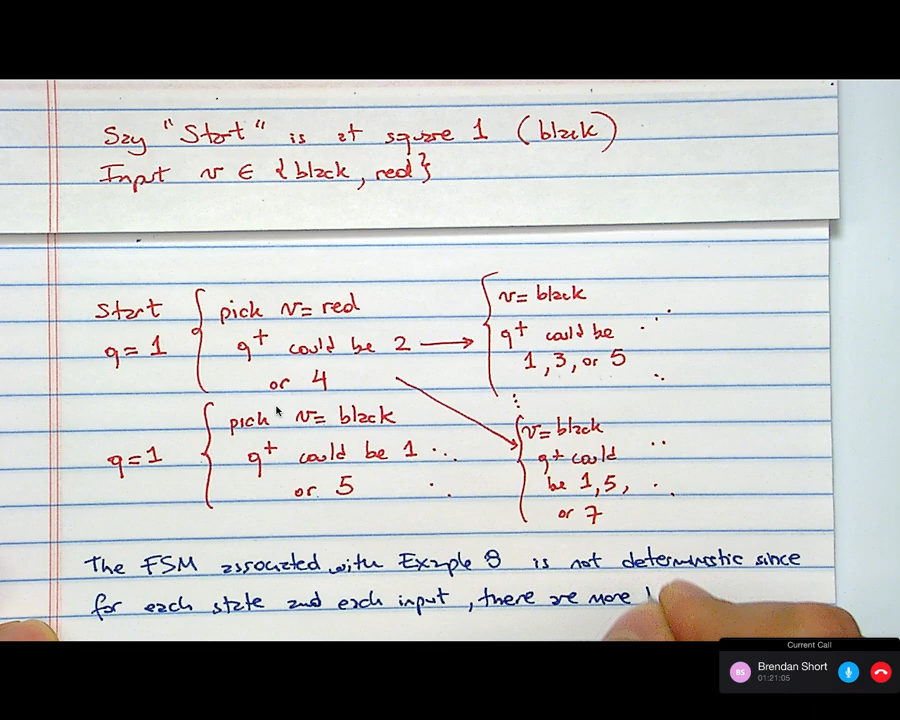 Say "Start" is at square 1 (black)
Input v ∈ {black, red}
Start
q = 1
pick v = red
q+ could be 2
or 4
v = black
q+ could be
1, 3, or 5
q = 1
pick v = black
q+ could be 1
or 5
v = black
q+ could
be 1, 5,
or 7
The FSM associated with Example 8 is not deterministic since
for each state and each input, there are more
Current Call
BS
Brendan Short
01:21:05